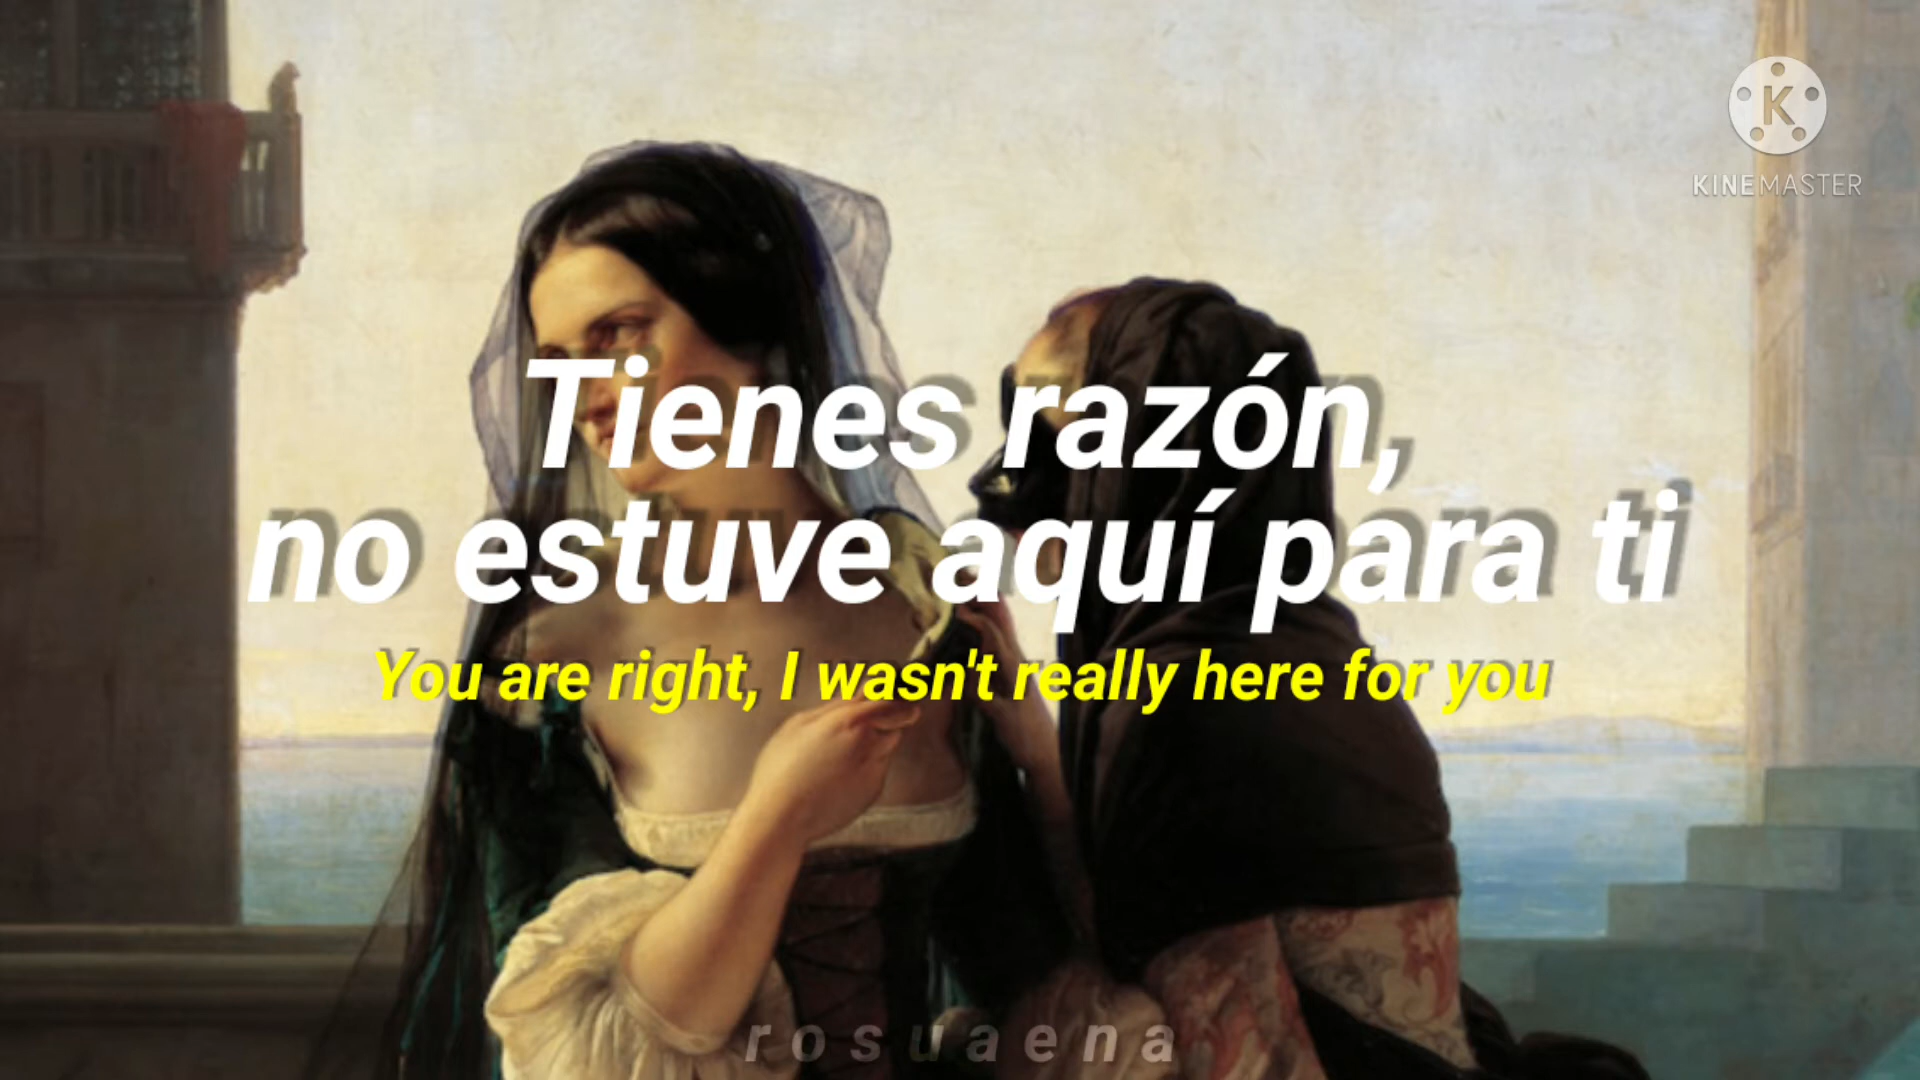 K
KINEMASTER
Tienes razón,
no estuve aquí para ti
You are right, I wasn't really here for you
rosuaena